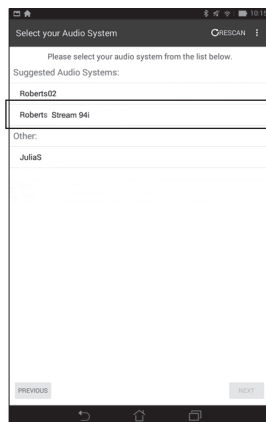 10:15
Select your Audio System
RESCAN
Please select your audio system from the list below.
Suggested Audio Systems:
Roberts02
Roberts Stream 94i
Other:
JuliaS
PREVIOUS
NEXT